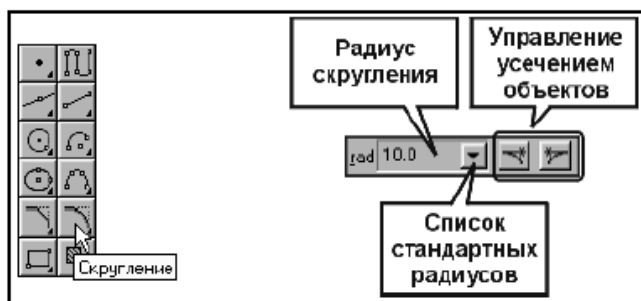 Радиус
скругления
Управление
усечением
объектов
rad 10.0
Список
стандартных
радиусов
Скругление